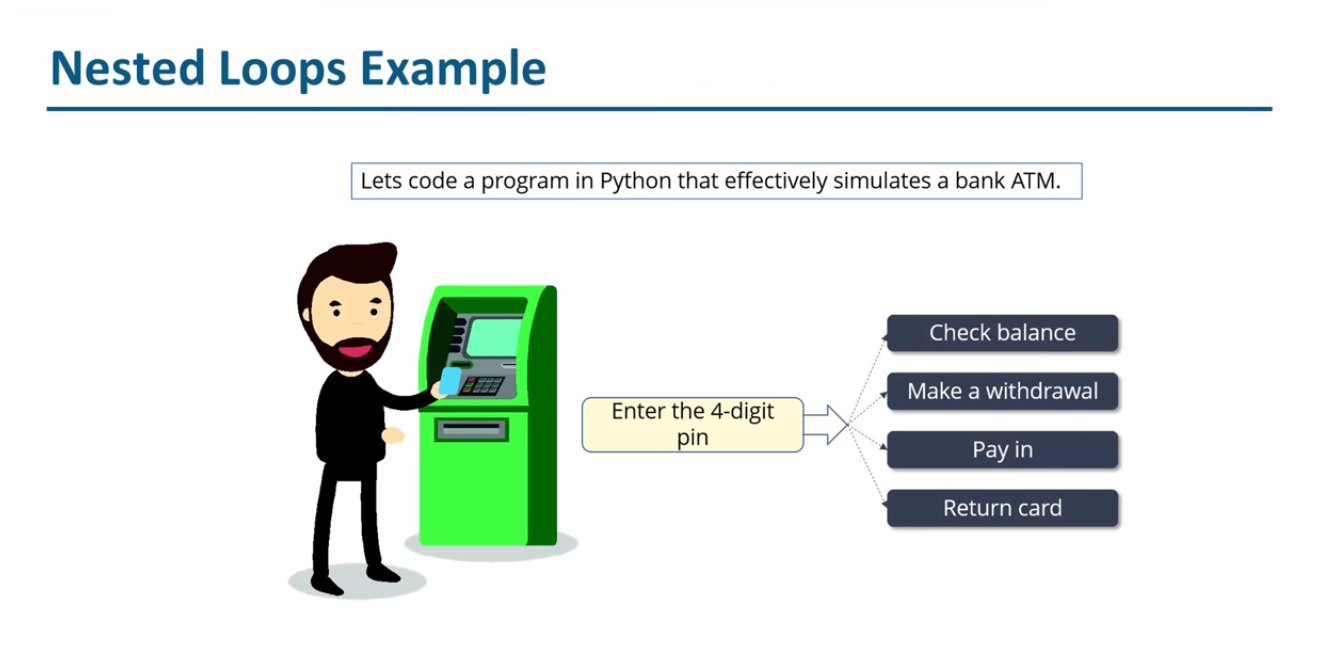 Nested Loops Example
Lets code a program in Python that effectively simulates a bank ATM.
Enter the 4-digit
pin
Check balance
Make a withdrawal
Pay in
Return card